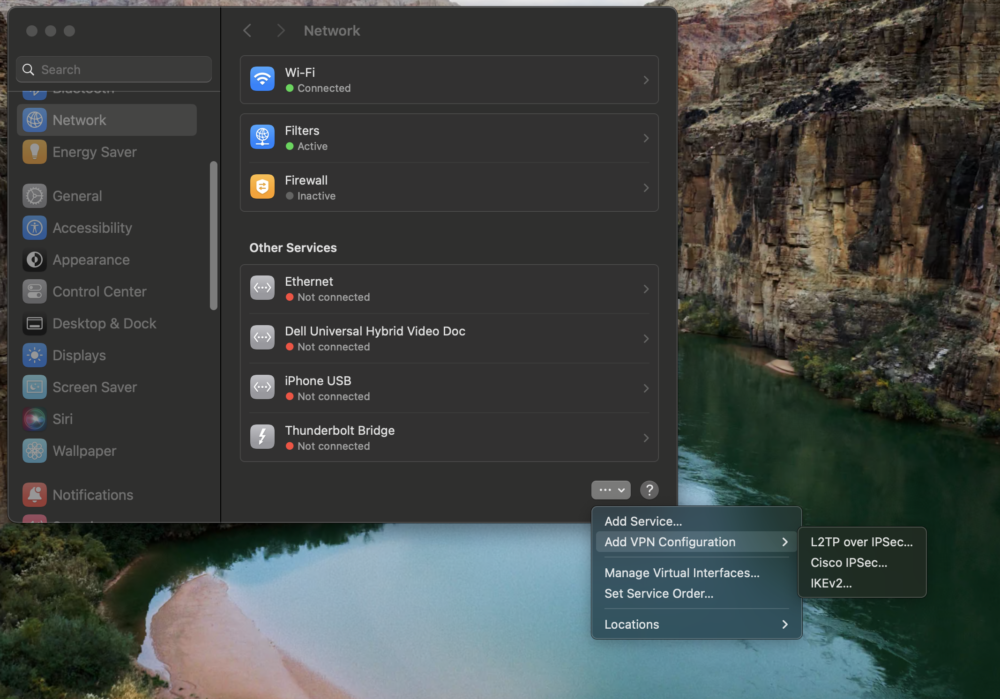 Network
Search
Bluetooth
Network
Energy Saver
General
Accessibility
Appearance
Control Center
Desktop & Dock
Displays
Screen Saver
Siri
Wallpaper
Notifications
Wi-Fi
Connected
Filters
Active
Firewall
Inactive
Other Services
Ethernet
Not connected
Dell Universal Hybrid Video Doc
Not connected
iPhone USB
Not connected
Thunderbolt Bridge
Not connected
?
Add Service...
Add VPN Configuration
Manage Virtual Interfaces...
Set Service Order...
Locations
L2TP over IPSec...
Cisco IPSec...
IKEv2...